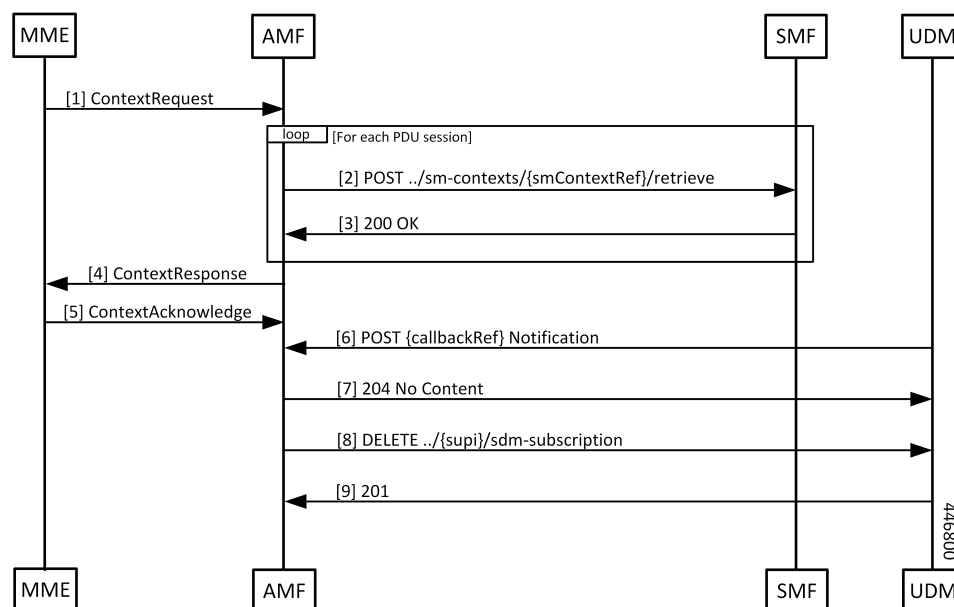 MME AMF SMF UDM
[1] ContextRequest
loop [For each PDU session]
[2] POST ../sm-contexts/{smContextRef}/retrieve
[3] 200 OK
[4] ContextResponse
[5] ContextAcknowledge
[6] POST {callbackRef} Notification
[7] 204 No Content
[8] DELETE ../{supi}/sdm-subscription
[9] 201
446800
MME AMF SMF UDM